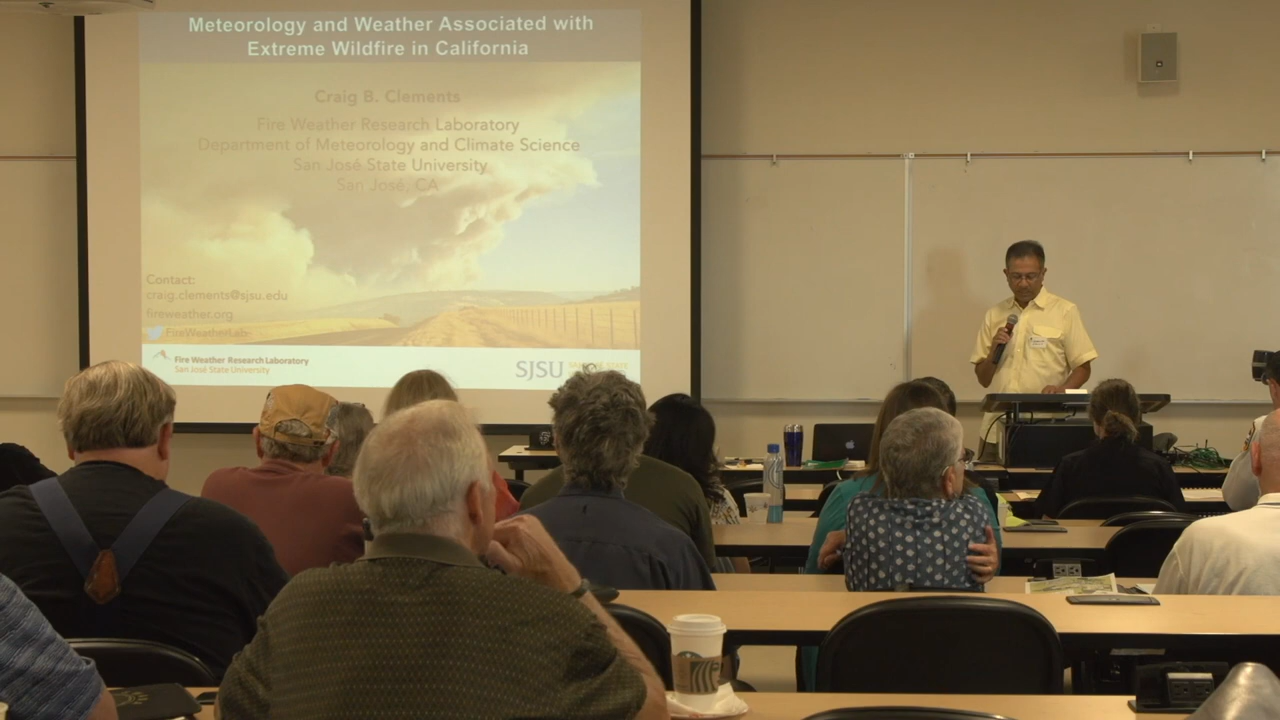 Meteorology and Weather Associated with
Extreme Wildfire in California
Craig B. Clements
Fire Weather Research Laboratory
Department of Meteorology and Climate Science
San José State University
San José, CA
Contact:
craig.clements@sjsu.edu
fireweather.org
FireWeatherLab
Fire Weather Research Laboratory
San José State University
SJSU